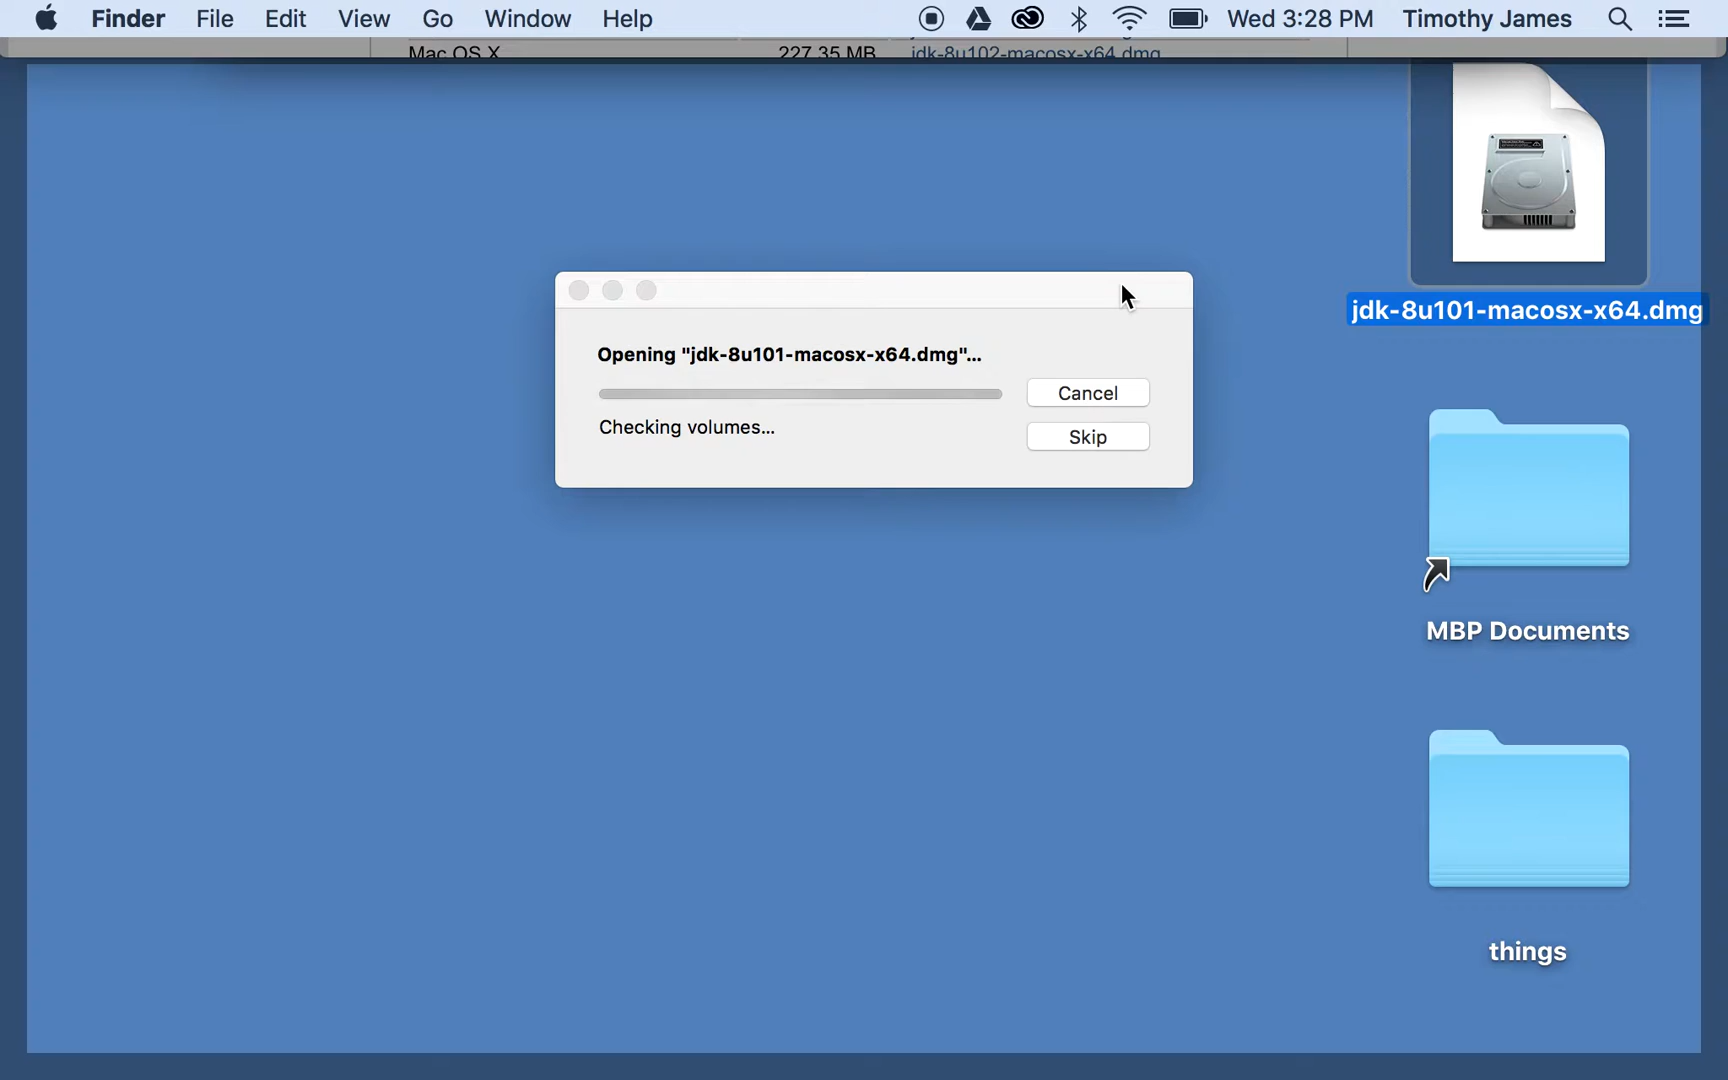 Finder File Edit View Go Window Help Wed 3:28 PM Timothy James
Mac OS X 227.35 MB jdk-8u102-macosx-x64.dmg
jdk-8u101-macosx-x64.dmg
Opening "jdk-8u101-macosx-x64.dmg"...
Cancel
Checking volumes...
Skip
MBP Documents
things